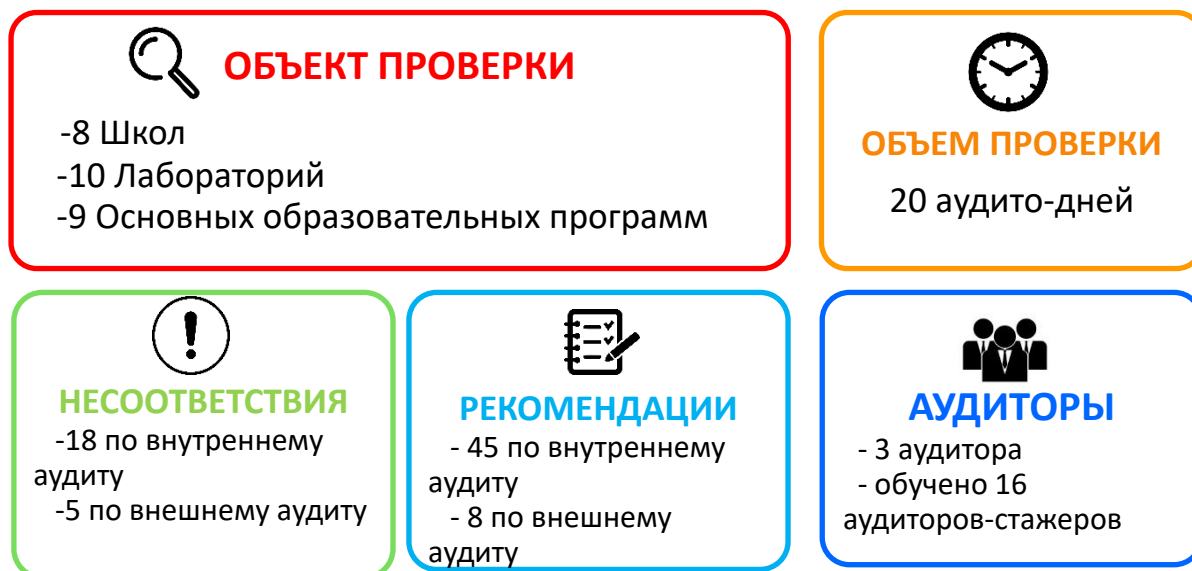 ОБЪЕКТ ПРОВЕРКИ
-8 Школ
-10 Лабораторий
-9 Основных образовательных программ
ОБЪЕМ ПРОВЕРКИ
20 аудито-дней
НЕСООТВЕТСТВИЯ
-18 по внутреннему
аудиту
-5 по внешнему аудиту
РЕКОМЕНДАЦИИ
- 45 по внутреннему
аудиту
- 8 по внешнему
аудиту
АУДИТОРЫ
- 3 аудитора
- обучено 16
аудиторов-стажеров